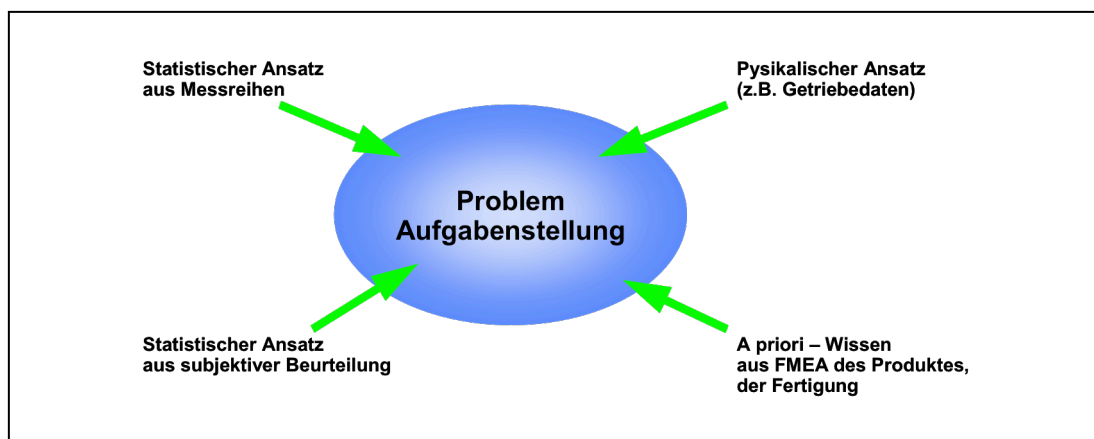 Statistischer Ansatz
aus Messreihen
Pysikalischer Ansatz
(z.B. Getriebedaten)
Problem
Aufgabenstellung
Statistischer Ansatz
aus subjektiver Beurteilung
A priori – Wissen
aus FMEA des Produktes,
der Fertigung